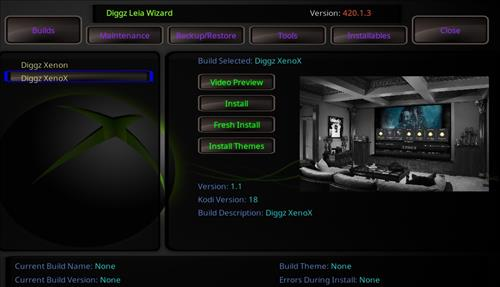 Diggz Leia Wizard
Version: 420.1.3
Builds
Maintenance
Backup/Restore
Tools
Installables
Close
Diggz Xenon
Diggz XenoX
Build Selected: Diggz XenoX
Video Preview
Install
Fresh Install
Install Themes
Version: 1.1
Kodi Version: 18
Build Description: Diggz XenoX
Current Build Name: None
Build Theme: None
Current Build Version: None
Errors During Install: None